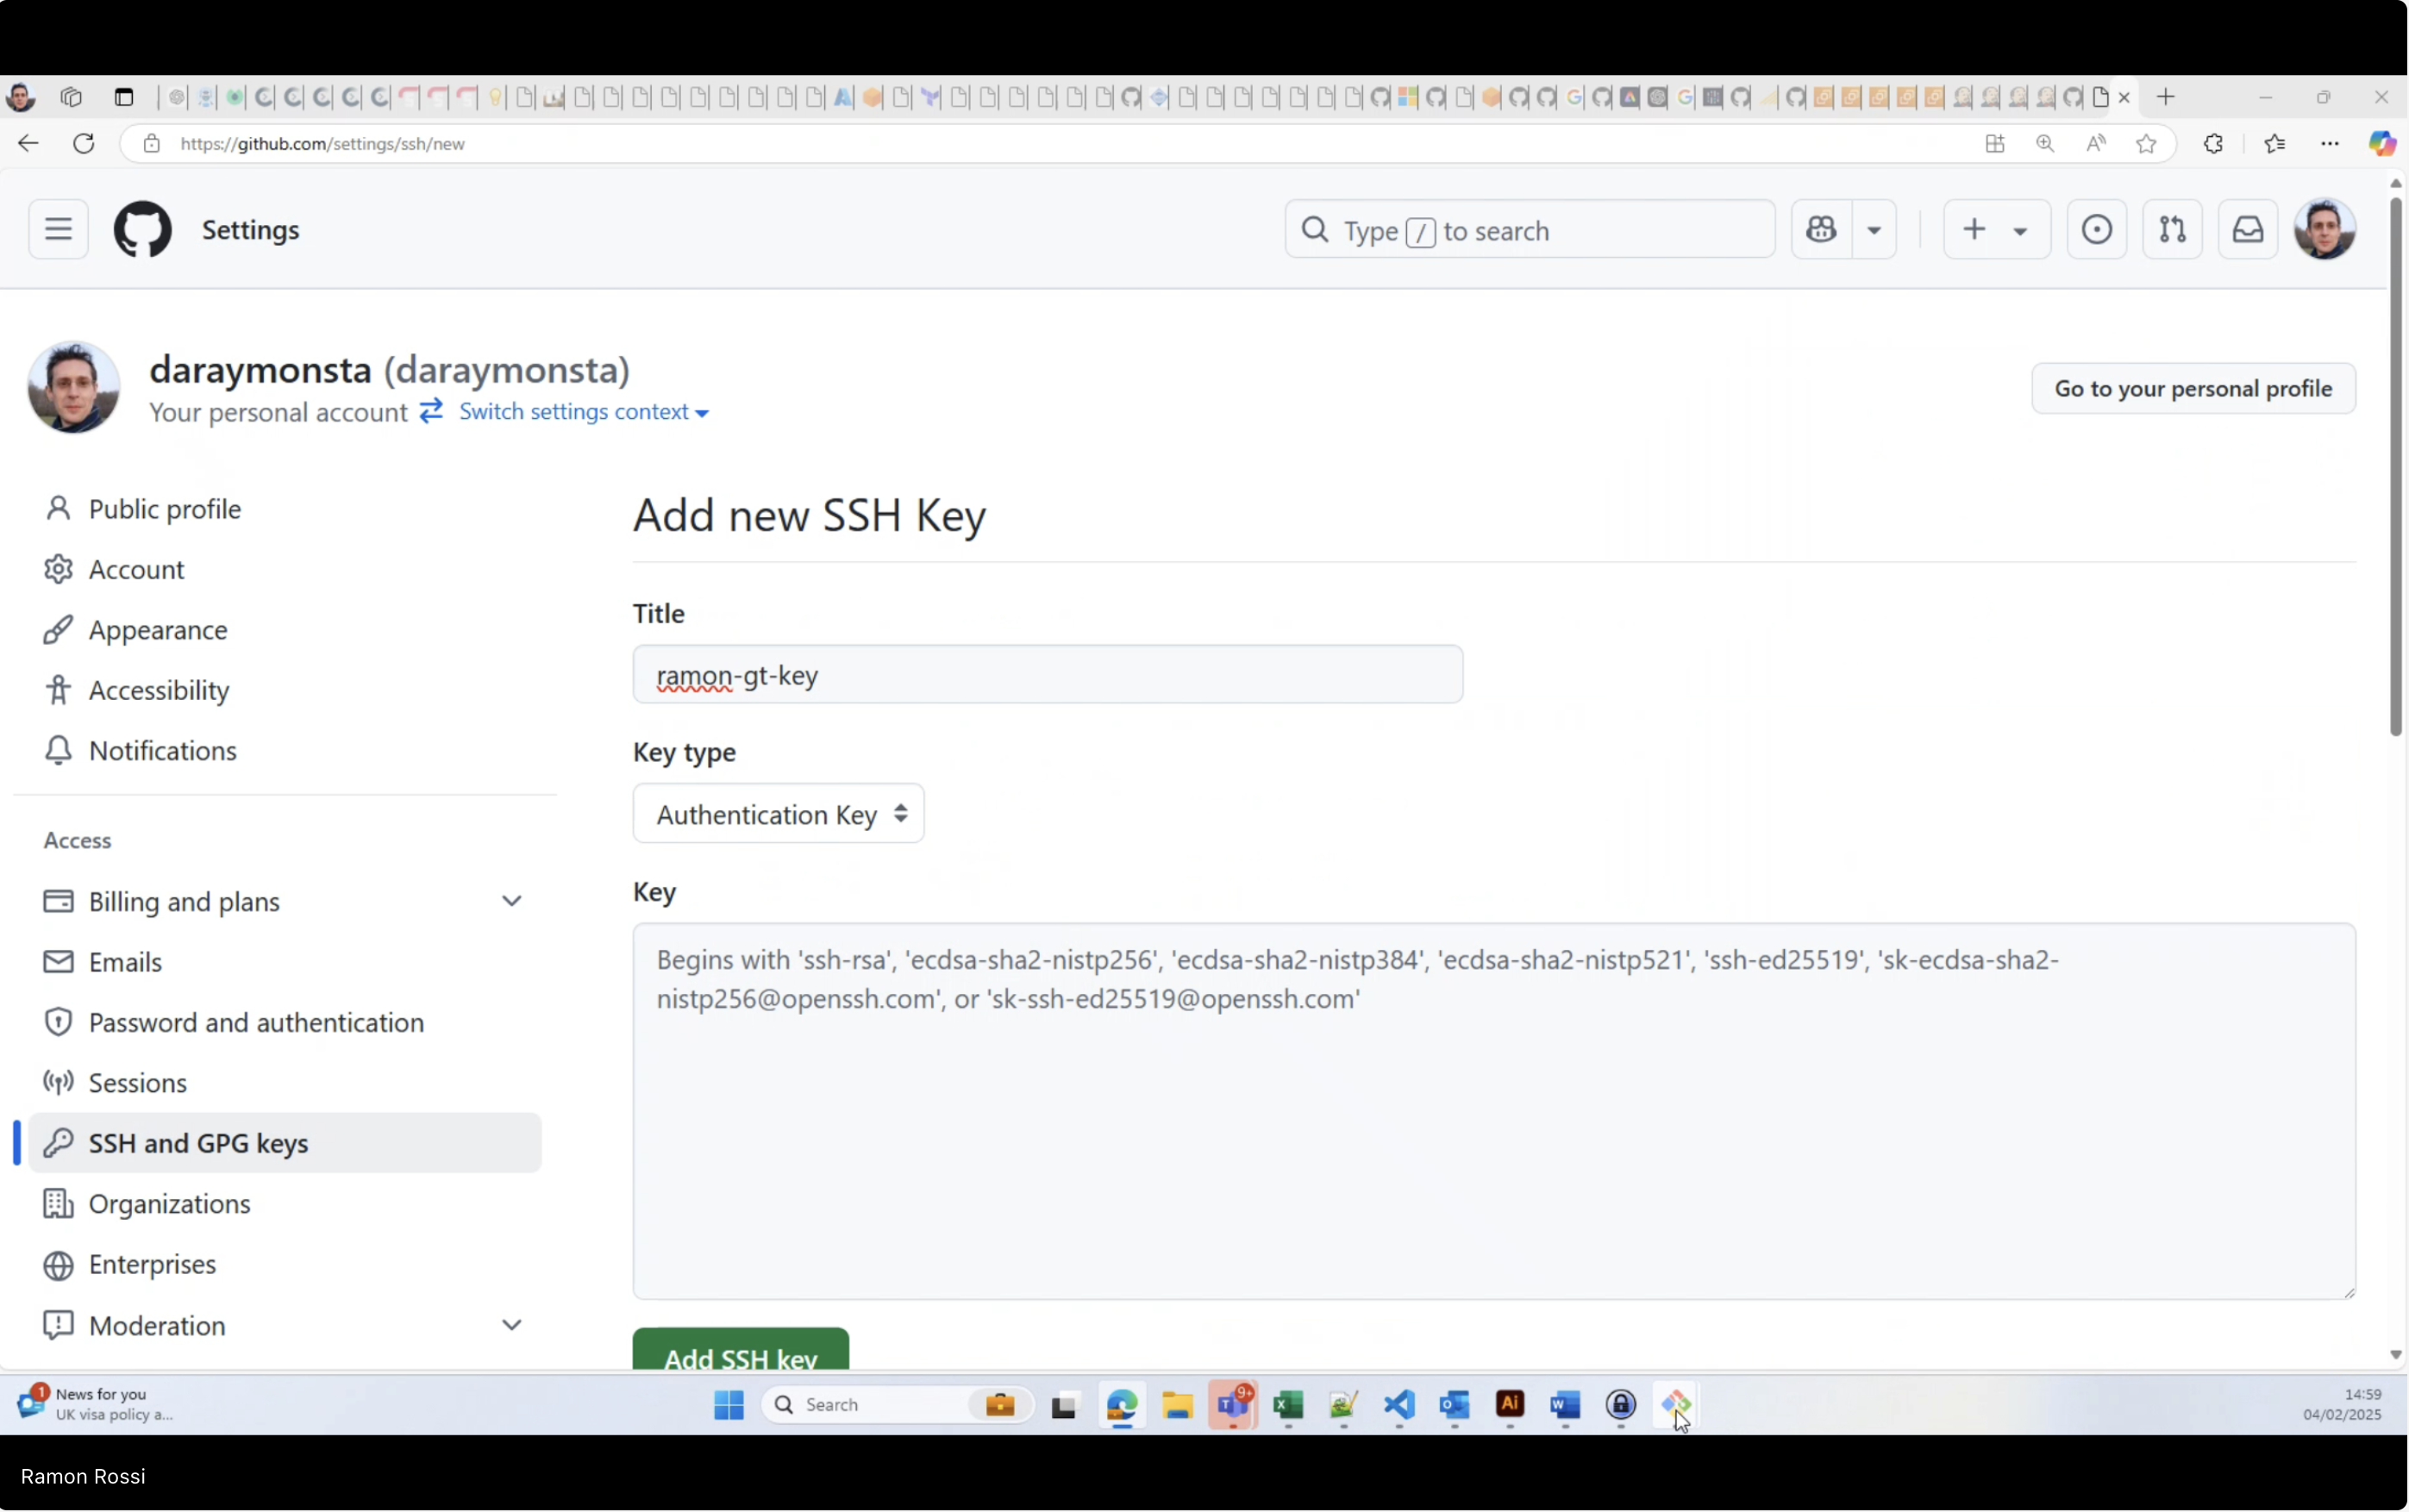 https://github.com/settings/ssh/new
Settings
Type / to search
daraymonsta (daraymonsta)
Your personal account Switch settings context
Go to your personal profile
Public profile
Account
Appearance
Accessibility
Notifications
Access
Billing and plans
Emails
Password and authentication
Sessions
SSH and GPG keys
Organizations
Enterprises
Moderation
Add new SSH Key
Title
ramon-gt-key
Key type
Authentication Key
Key
Begins with 'ssh-rsa', 'ecdsa-sha2-nistp256', 'ecdsa-sha2-nistp384', 'ecdsa-sha2-nistp521', 'ssh-ed25519', 'sk-ecdsa-sha2-
nistp256@openssh.com', or 'sk-ssh-ed25519@openssh.com'
Add SSH key
1
News for you
UK visa policy a...
Search
9+
Ai
14:59
04/02/2025
Ramon Rossi